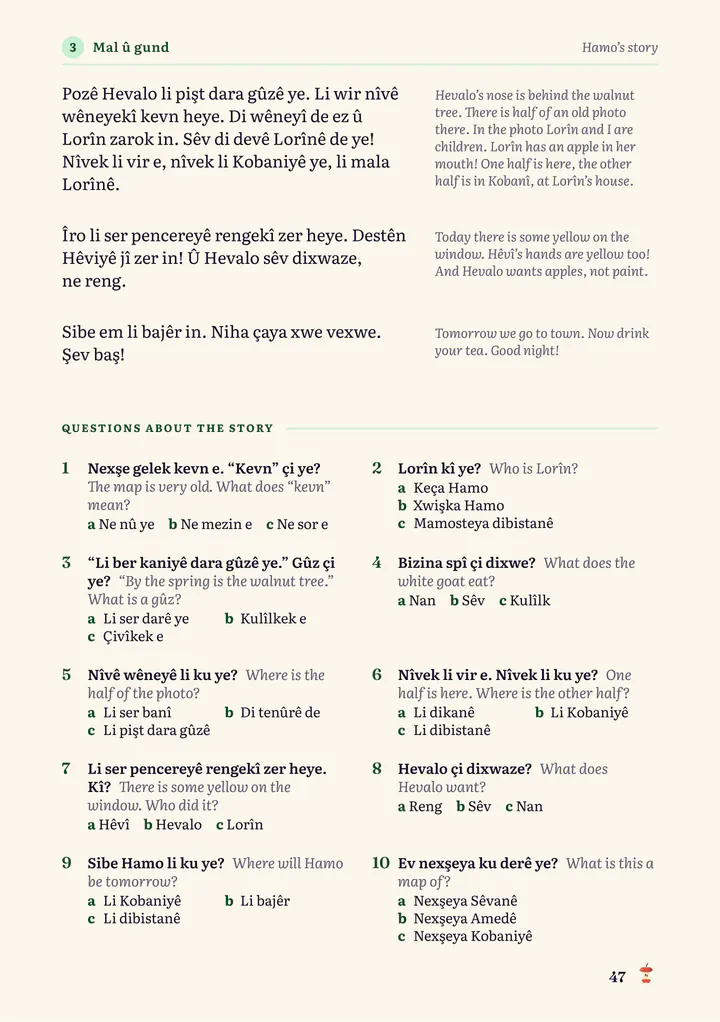 3 Mal û gund
Hamo’s story
Pozê Hevalo li pişt dara gûzê ye. Li wir nîvê
wêneyekî kevn heye. Di wêneyî de ez û
Lorîn zarok in. Sêv di devê Lorînê de ye!
Nîvek li vir e, nîvek li Kobaniyê ye, li mala
Lorînê.
Hevalo’s nose is behind the walnut
tree. There is half of an old photo
there. In the photo Lorîn and I are
children. Lorîn has an apple in her
mouth! One half is here, the other
half is in Kobanî, at Lorîn’s house.
Îro li ser pencereyê rengekî zer heye. Destên
Hêviyê jî zer in! Û Hevalo sêv dixwaze,
ne reng.
Today there is some yellow on the
window. Hêvî’s hands are yellow too!
And Hevalo wants apples, not paint.
Sibe em li bajêr in. Niha çaya xwe vexwe.
Şev baş!
Tomorrow we go to town. Now drink
your tea. Good night!
QUESTIONS ABOUT THE STORY
1 Nexşe gelek kevn e. “Kevn” çi ye?
The map is very old. What does “kevn”
mean?
a Ne nû ye b Ne mezin e c Ne sor e
2 Lorîn kî ye? Who is Lorîn?
a Keça Hamo
b Xwişka Hamo
c Mamosteya dibistanê
3 “Li ber kaniyê dara gûzê ye.” Gûz çi
ye? “By the spring is the walnut tree.”
What is a gûz?
a Li ser darê ye b Kulîlkek e
c Çivîkek e
4 Bizina spî çi dixwe? What does the
white goat eat?
a Nan b Sêv c Kulîlk
5 Nîvê wêneyê li ku ye? Where is the
half of the photo?
a Li ser banî b Di tenûrê de
c Li pişt dara gûzê
6 Nîvek li vir e. Nîvek li ku ye? One
half is here. Where is the other half?
a Li dikanê b Li Kobaniyê
c Li dibistanê
7 Li ser pencereyê rengekî zer heye.
Kî? There is some yellow on the
window. Who did it?
a Hêvî b Hevalo c Lorîn
8 Hevalo çi dixwaze? What does
Hevalo want?
a Reng b Sêv c Nan
9 Sibe Hamo li ku ye? Where will Hamo
be tomorrow?
a Li Kobaniyê b Li bajêr
c Li dibistanê
10 Ev nexşeya ku derê ye? What is this a
map of?
a Nexşeya Sêvanê
b Nexşeya Amedê
c Nexşeya Kobaniyê
47